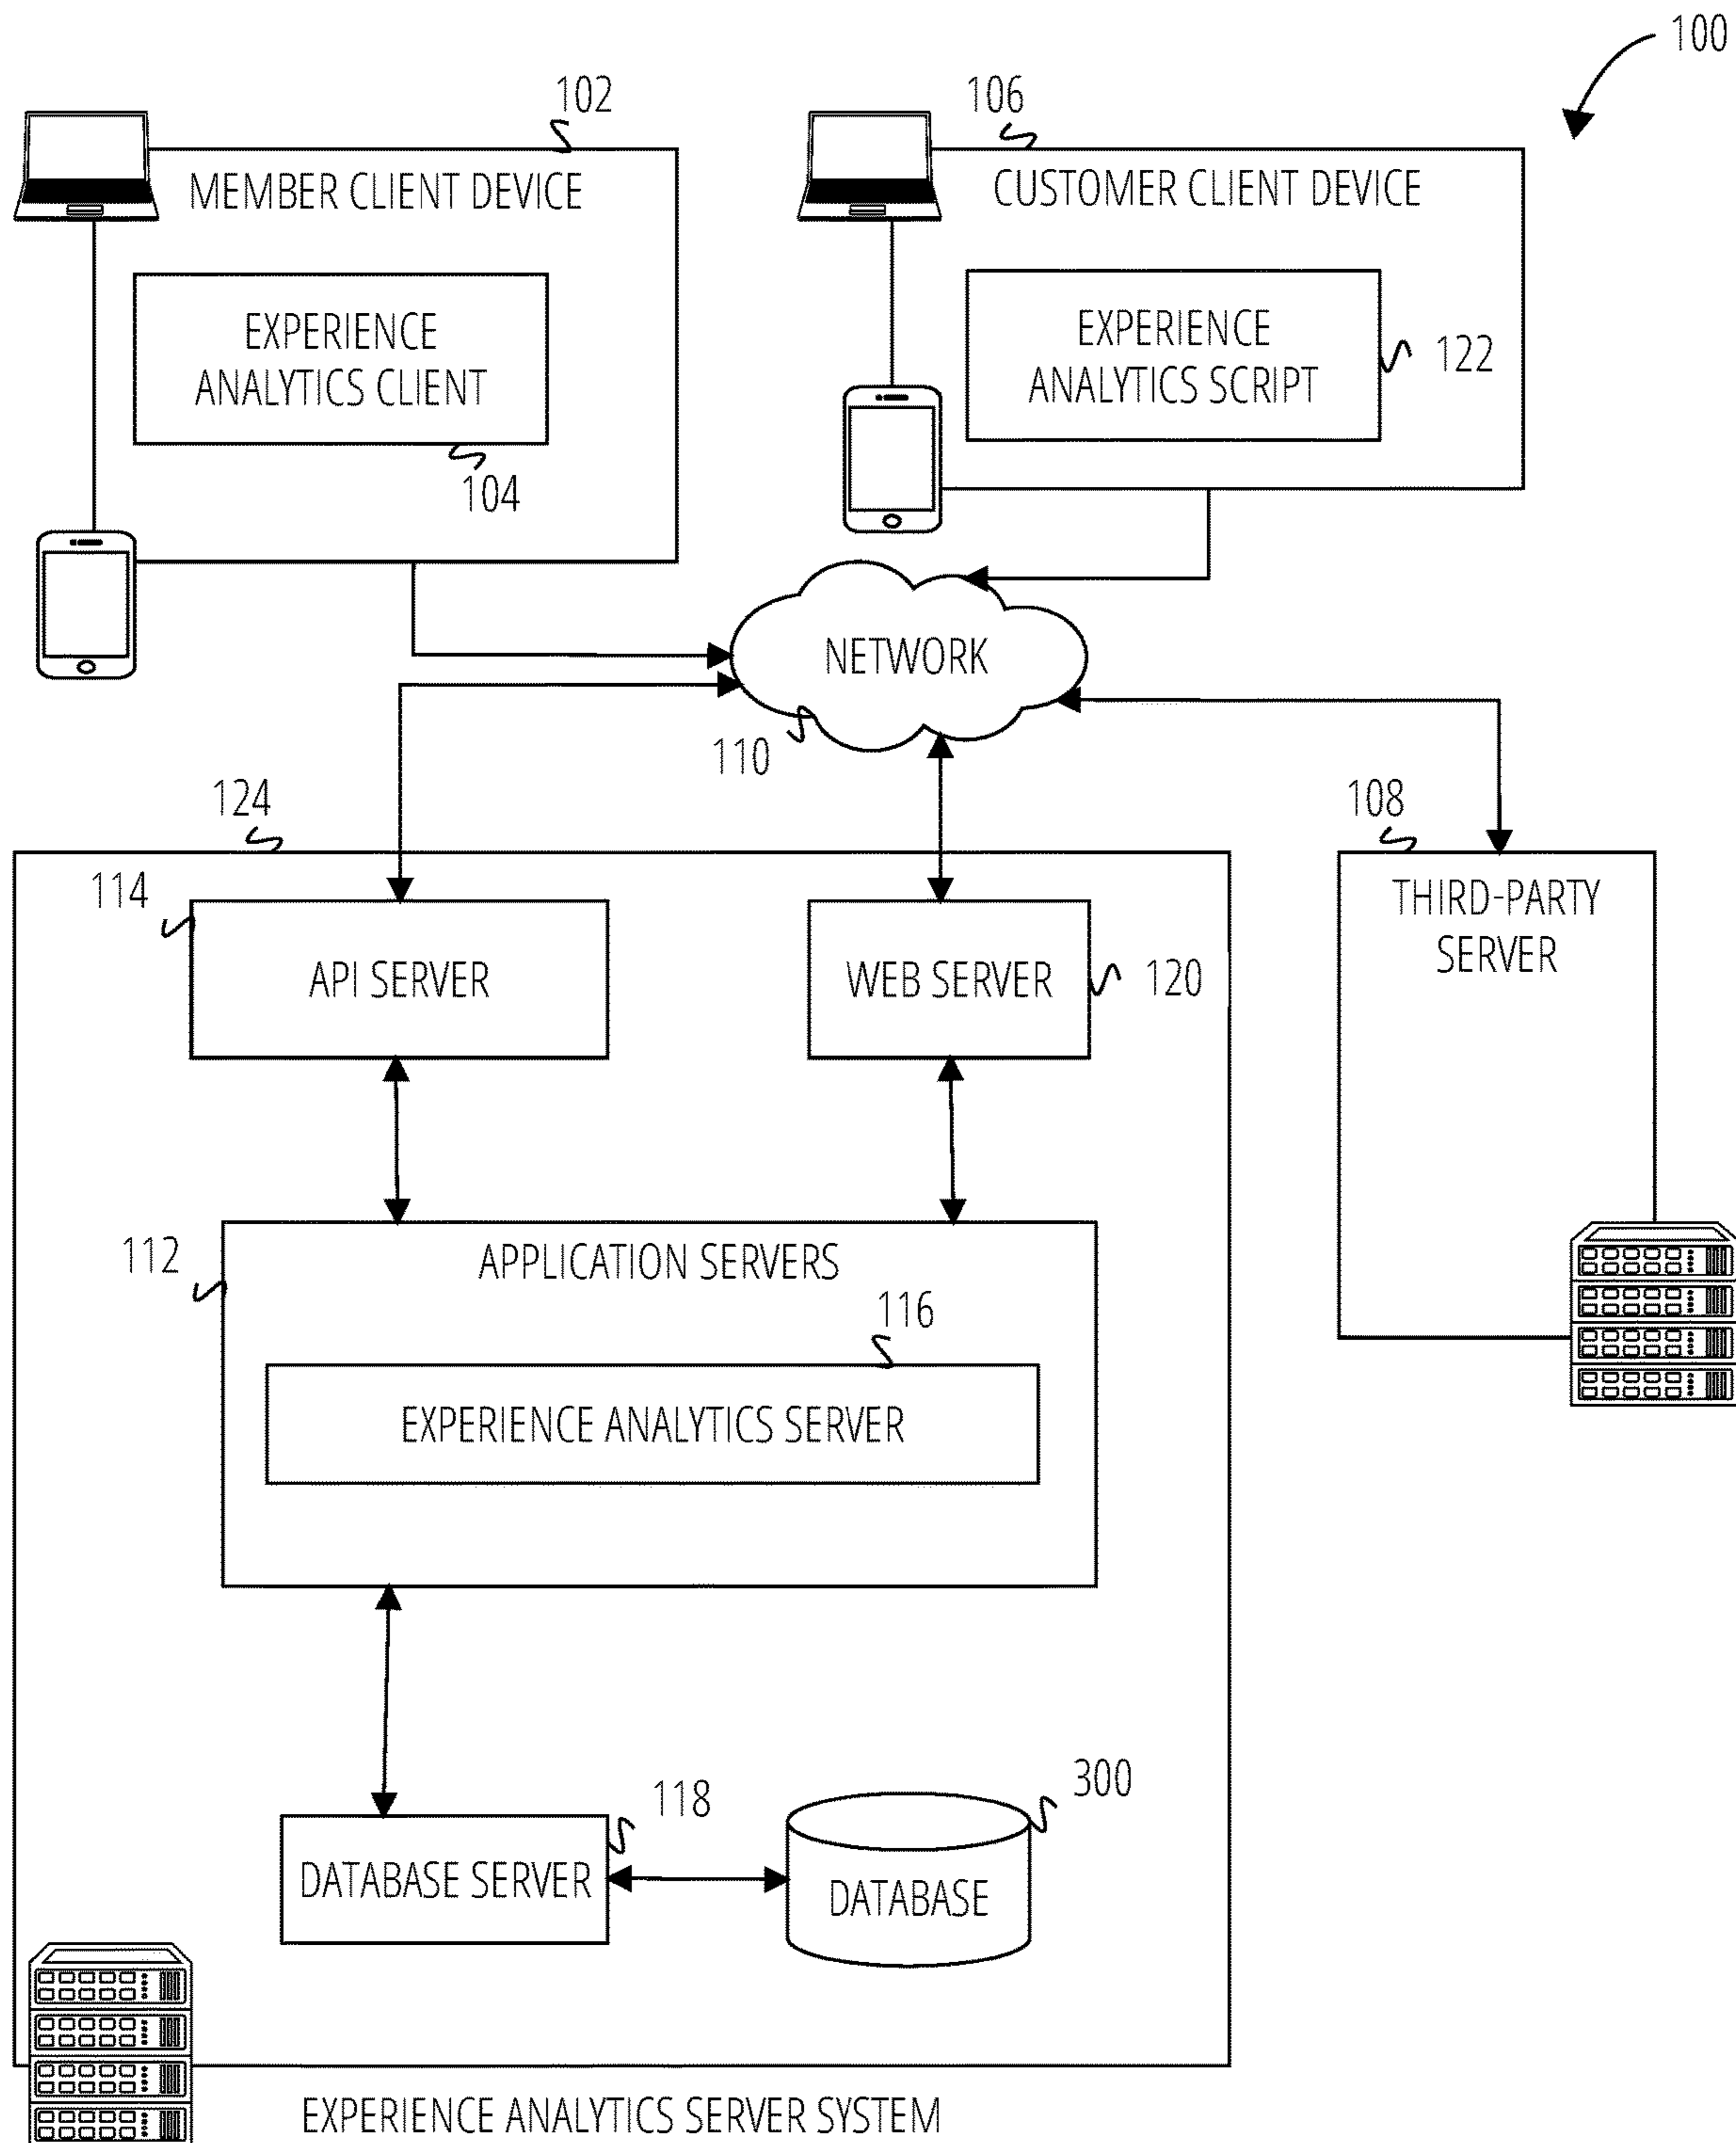 100
102
106
MEMBER CLIENT DEVICE
CUSTOMER CLIENT DEVICE
EXPERIENCE
ANALYTICS CLIENT
104
EXPERIENCE
ANALYTICS SCRIPT
122
NETWORK
110
124
108
114
API SERVER
WEB SERVER
120
THIRD-PARTY
SERVER
112
APPLICATION SERVERS
116
EXPERIENCE ANALYTICS SERVER
118
300
DATABASE SERVER
DATABASE
EXPERIENCE ANALYTICS SERVER SYSTEM